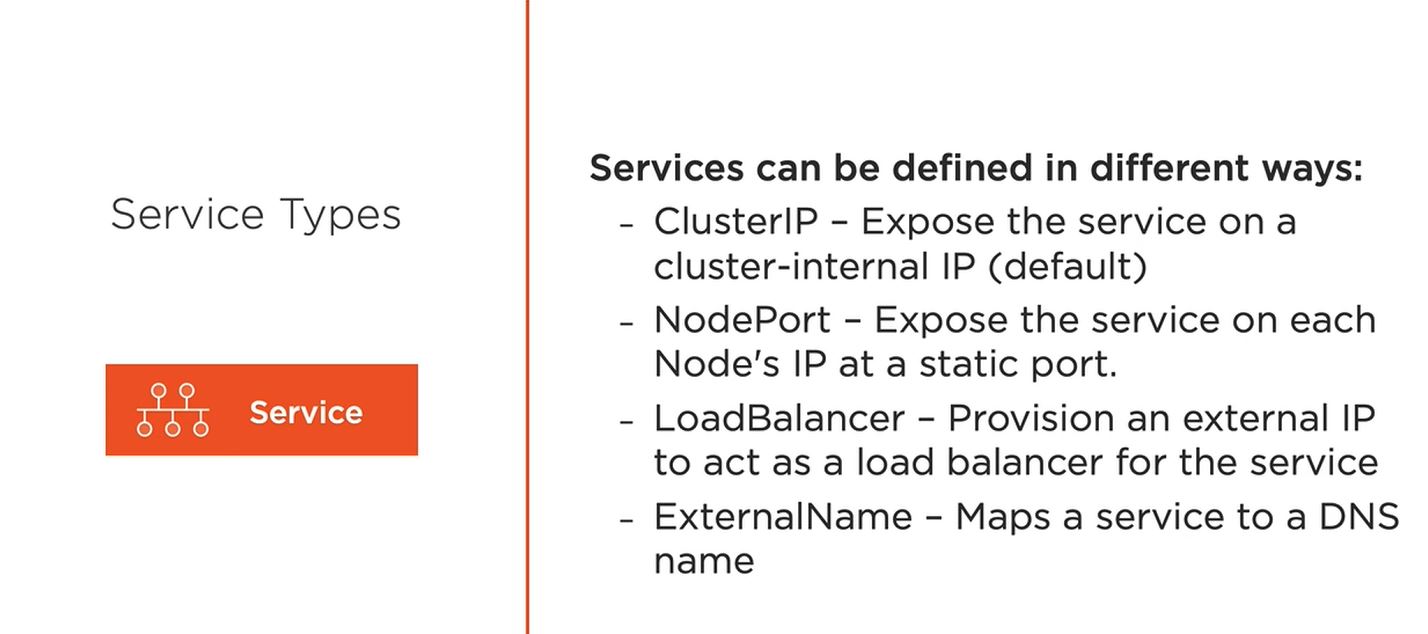 Service Types
Service
Services can be defined in different ways:
– ClusterIP – Expose the service on a
cluster-internal IP (default)
– NodePort – Expose the service on each
Node's IP at a static port.
– LoadBalancer – Provision an external IP
to act as a load balancer for the service
– ExternalName – Maps a service to a DNS
name